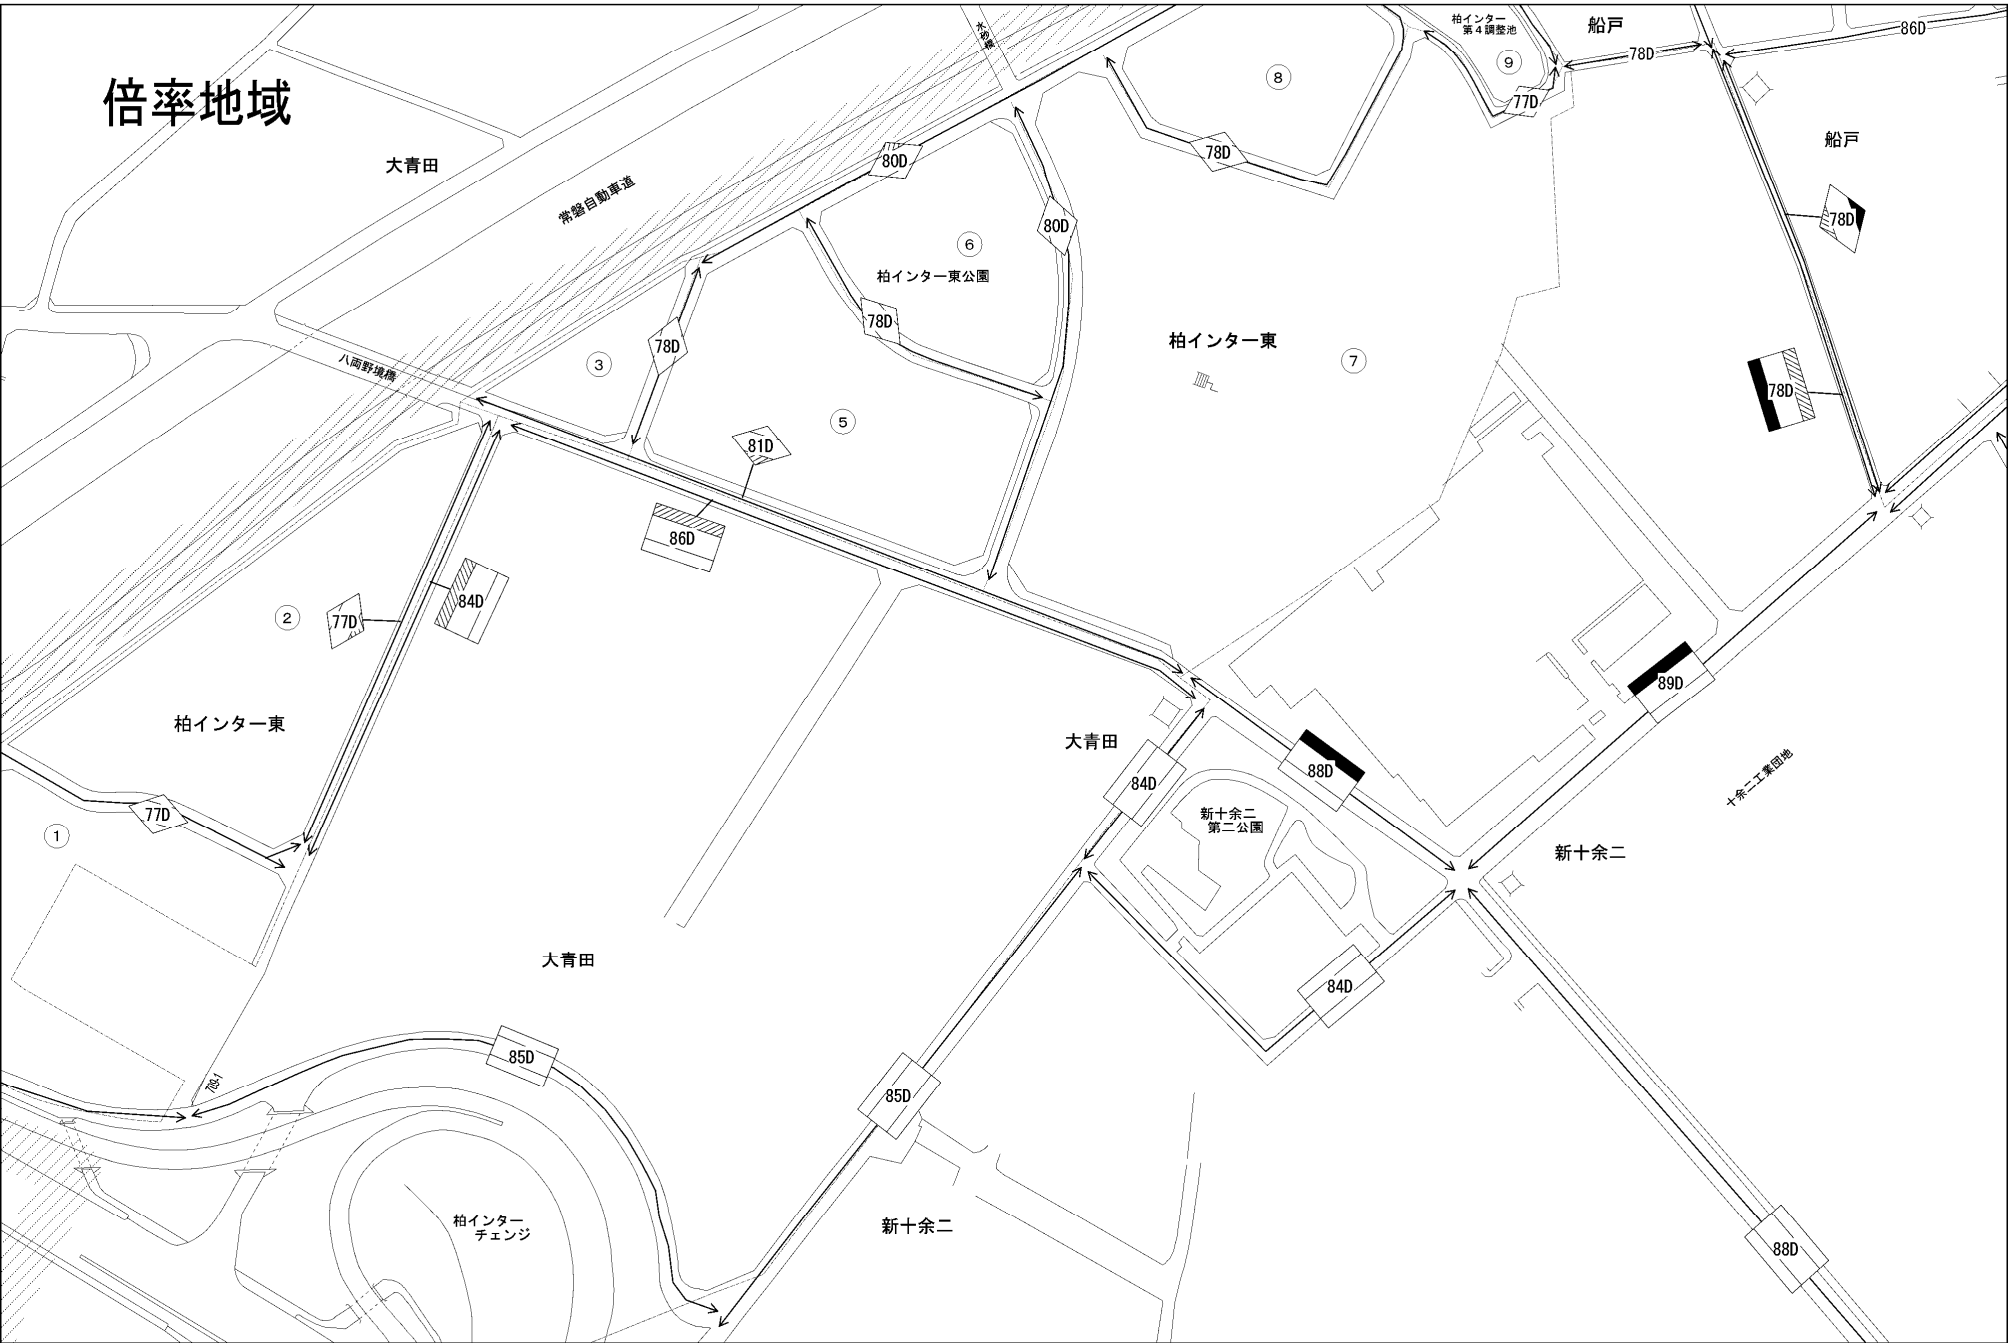 柏インター
第4調整池
船戸
86D
水砂橋
78D
⑨
⑧
倍率地域
77D
船戸
大青田
80D
78D
常磐自動車道
78D
80D
⑥
柏インター東公園
78D
柏インター東
78D
③
⑦
八両野境橋
78D
⑤
81D
86D
84D
②
77D
89D
柏インター東
大青田
84D
88D
十余二工業団地
77D
新十余二
第二公園
①
新十余二
大青田
84D
85D
769-1
85D
柏インター
チェンジ
新十余二
88D